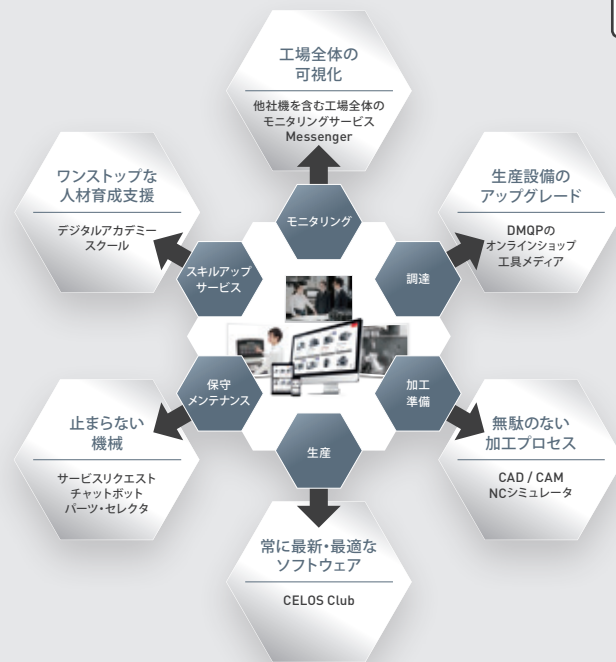 工場全体の
可視化
他社機を含む工場全体の
モニタリングサービス
Messenger
モニタリング
生産設備の
アップグレード
DMQPの
オンラインショップ
工具メディア
調達
無駄のない
加工プロセス
CAD / CAM
NCシミュレータ
加工
準備
常に最新・最適な
ソフトウェア
CELOS Club
生産
止まらない
機械
サービスリクエスト
チャットボット
パーツ・セレクタ
保守
メンテナンス
ワンストップな
人材育成支援
デジタルアカデミー
スクール
スキルアップ
サービス